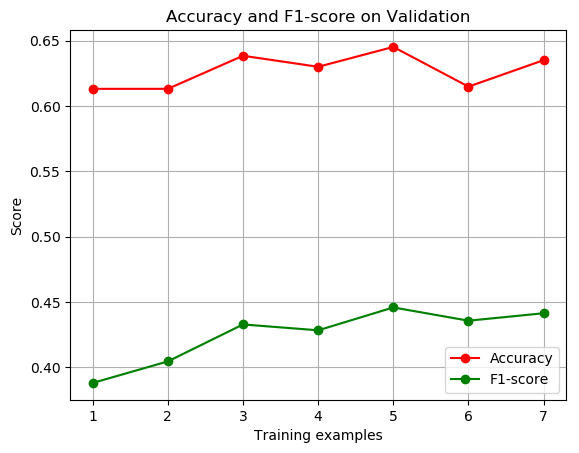 Accuracy and F1-score on Validation
0.65
0.60
0.55
0.50
0.45
0.40
Score
1 2 3 4 5 6 7
Training examples
Accuracy
F1-score